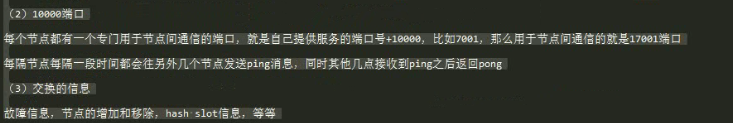 （2）10000端口
每个节点都有一个专门用于节点间通信的端口，就是自己提供服务的端口号+10000，比如7001，那么用于节点间通信的就是17001端口
每隔节点每隔一段时间都会往另外几个节点发送ping消息，同时其他几点接收到ping之后返回pong
（3）交换的信息
故障信息，节点的增加和移除，hash slot信息，等等